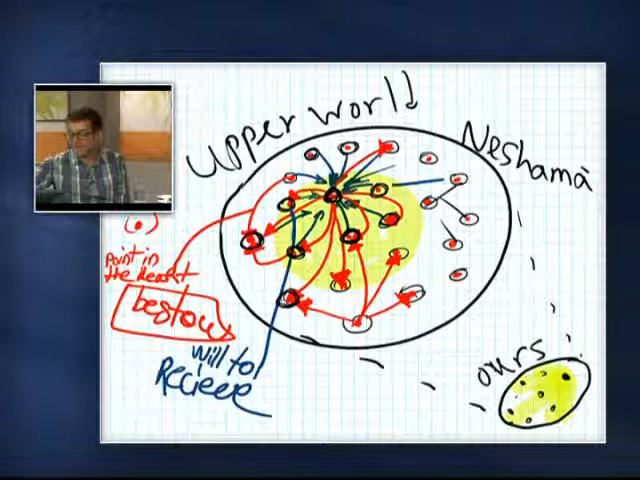 Upper world
Neshama
Point in
the Heart
bestow
will to
Recieve
ours